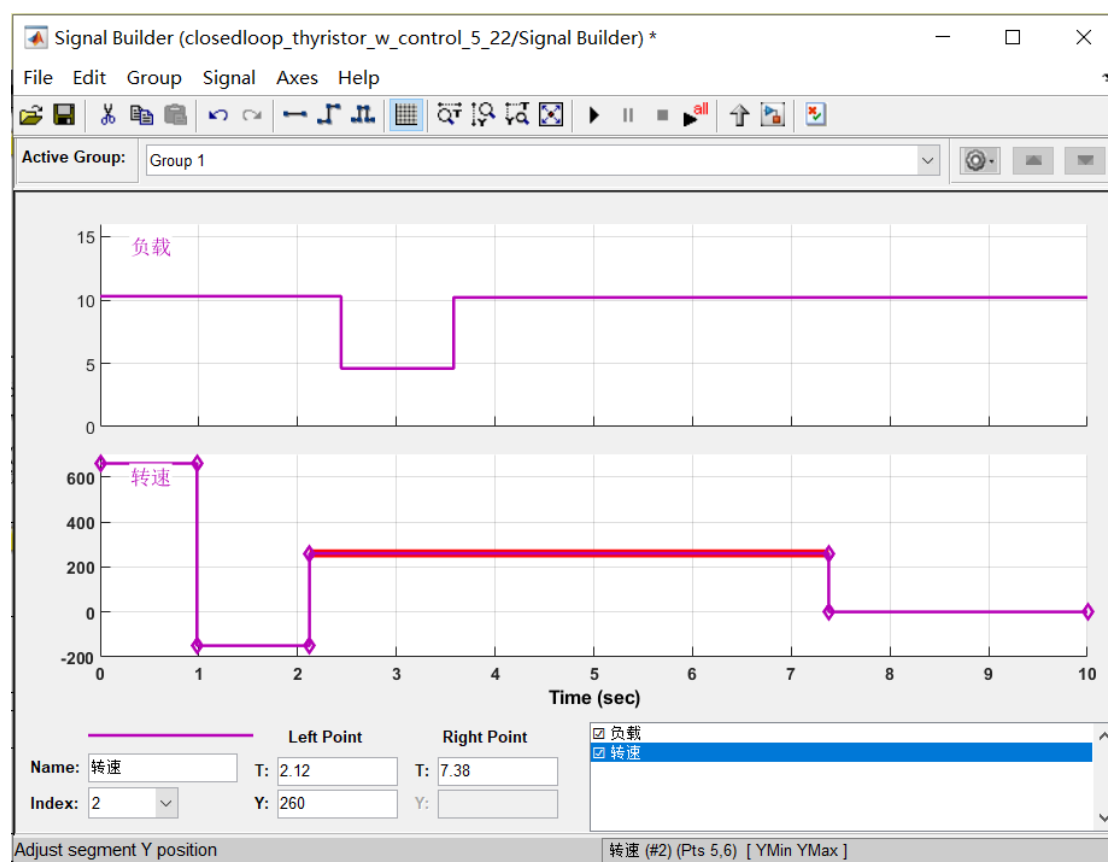 Signal Builder (closedloop_thyristor_w_control_5_22/Signal Builder) *
File Edit Group Signal Axes Help
all
Active Group: Group 1
负载
15
10
5
0
转速
600
400
200
0
-200
0 1 2 3 4 5 6 7 8 9 10
Time (sec)
Left Point Right Point
Name: 转速 T: 2.12 T: 7.38
Index: 2 Y: 260 Y:
负载
转速
Adjust segment Y position 转速 (#2) (Pts 5,6) [ YMin YMax ]